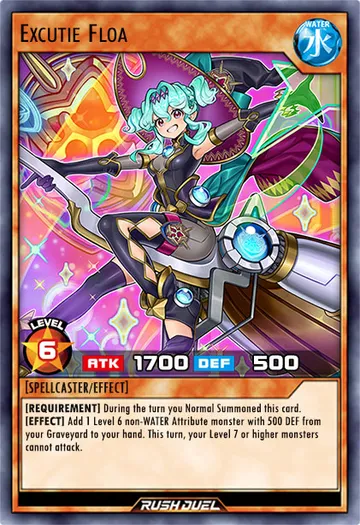 EXCUTIE FLOA
WATER
水
LEVEL
6
ATK 1700 DEF 500
[SPELLCASTER/EFFECT]
[REQUIREMENT] During the turn you Normal Summoned this card.
[EFFECT] Add 1 Level 6 non-WATER Attribute monster with 500 DEF from
your Graveyard to your hand. This turn, your Level 7 or higher monsters
cannot attack.
RUSH DUEL